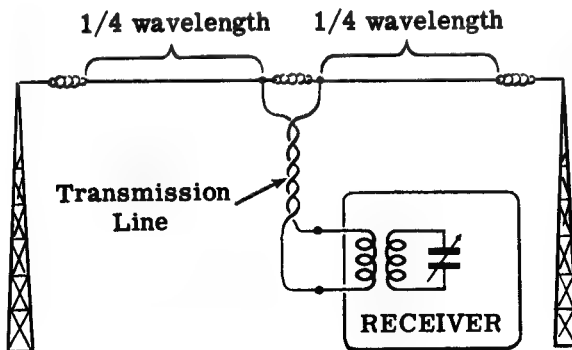 1/4 wavelength
1/4 wavelength
Transmission
Line
RECEIVER